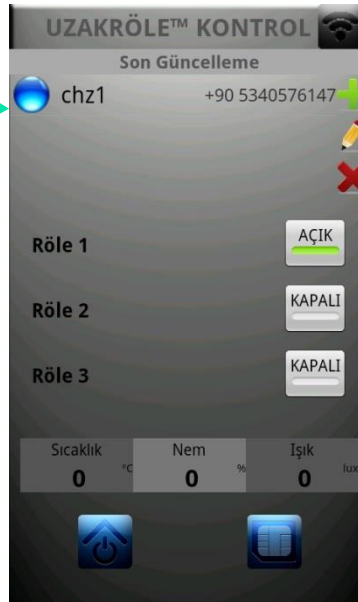 UZAKRÖLE™ KONTROL
Son Güncelleme
chz1 +90 5340576147
Röle 1 AÇIK
Röle 2 KAPALI
Röle 3 KAPALI
Sıcaklık Nem Işık
0 °C 0 % 0 lux